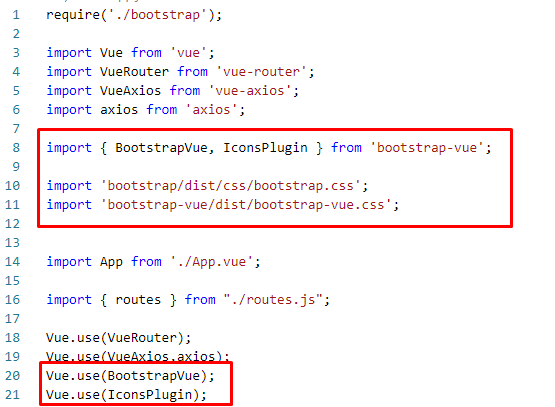 1 require('./bootstrap');
2
3 import Vue from 'vue';
4 import VueRouter from 'vue-router';
5 import VueAxios from 'vue-axios';
6 import axios from 'axios';
7
8 import { BootstrapVue, IconsPlugin } from 'bootstrap-vue';
9
10 import 'bootstrap/dist/css/bootstrap.css';
11 import 'bootstrap-vue/dist/bootstrap-vue.css';
12
13
14 import App from './App.vue';
15
16 import { routes } from "./routes.js";
17
18 Vue.use(VueRouter);
19 Vue.use(VueAxios,axios);
20 Vue.use(BootstrapVue);
21 Vue.use(IconsPlugin);